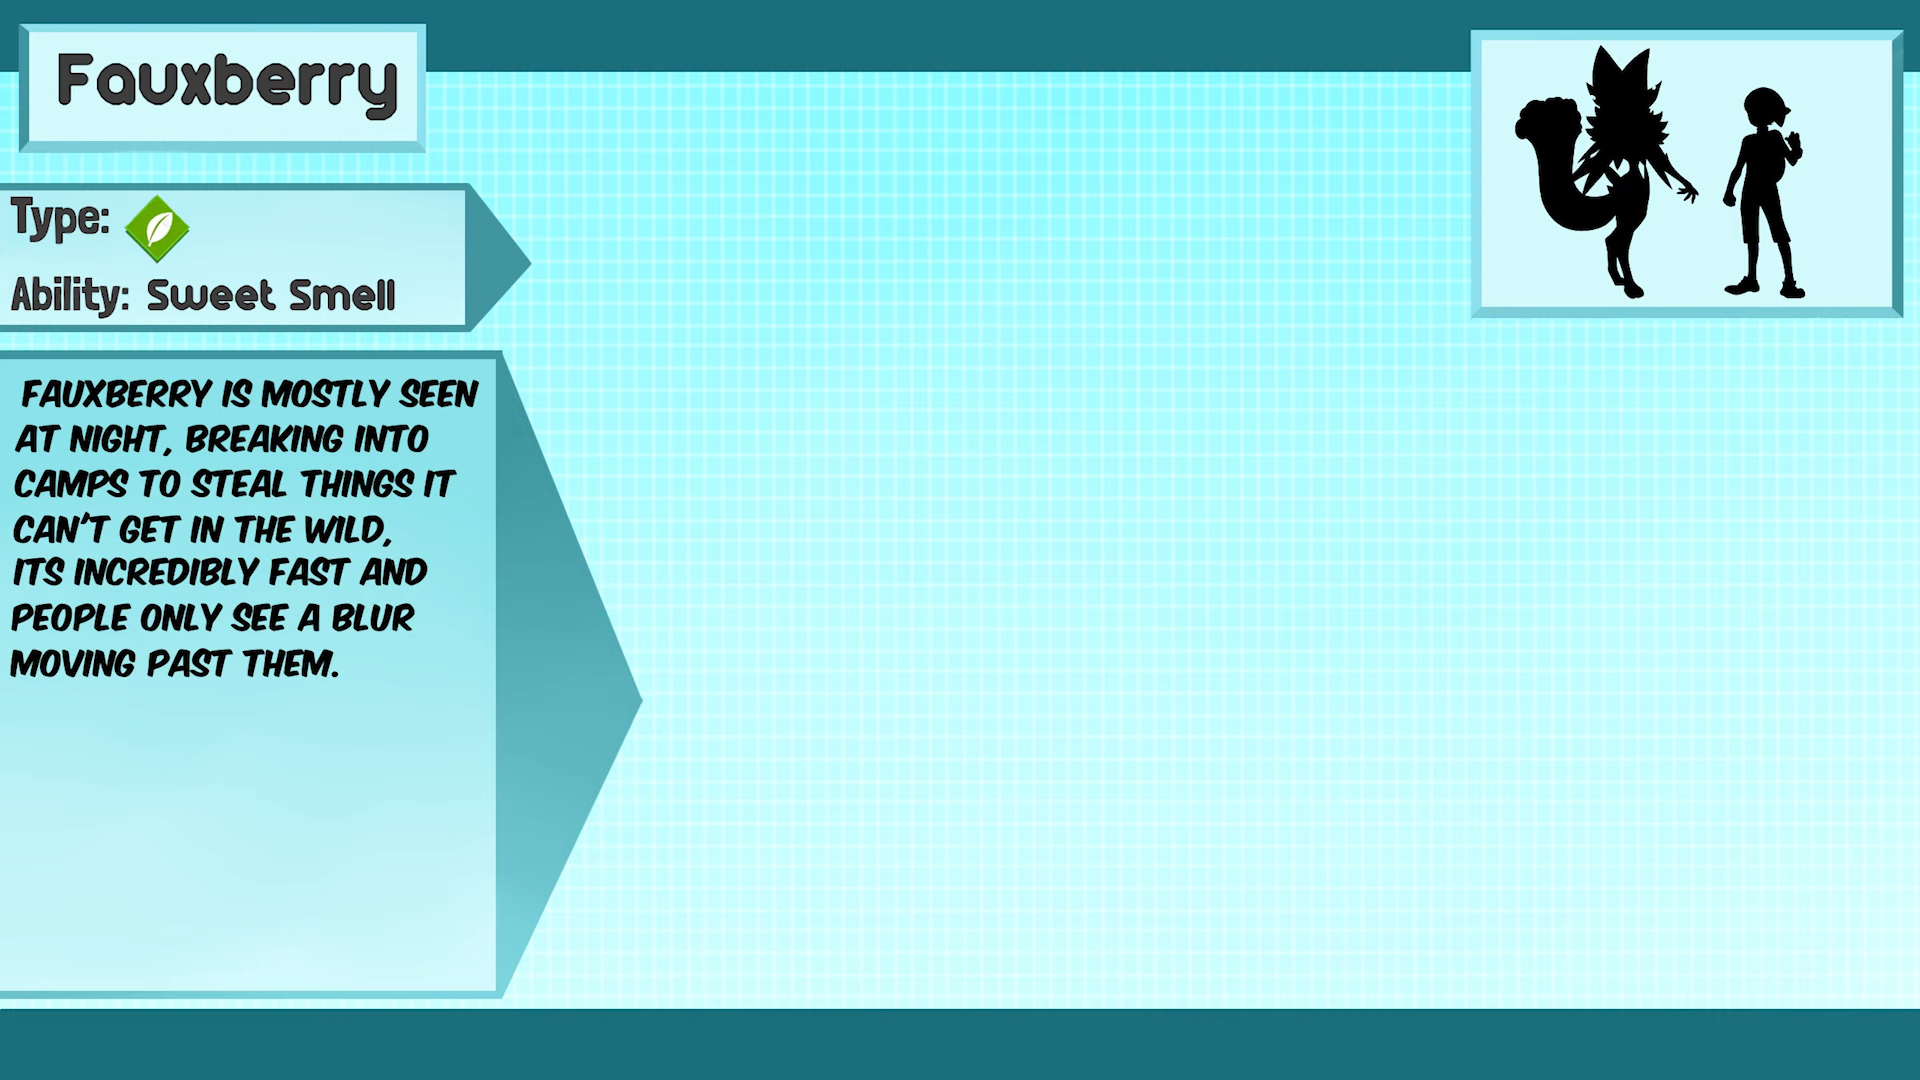 Fauxberry
Type:
Ability: Sweet Smell
FAUXBERRY IS MOSTLY SEEN
AT NIGHT, BREAKING INTO
CAMPS TO STEAL THINGS IT
CAN'T GET IN THE WILD,
ITS INCREDIBLY FAST AND
PEOPLE ONLY SEE A BLUR
MOVING PAST THEM.